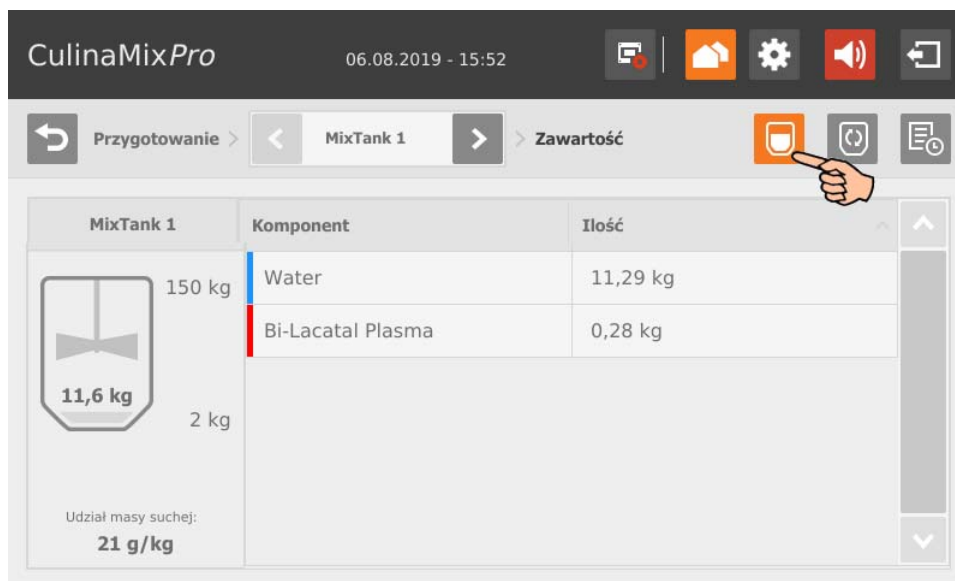 CulinaMixPro 06.08.2019 - 15:52
Przygotowanie > MixTank 1 > Zawartość
MixTank 1 Komponent Ilość
150 kg Water 11,29 kg
Bi-Lacatal Plasma 0,28 kg
11,6 kg
2 kg
Udział masy suchej:
21 g/kg